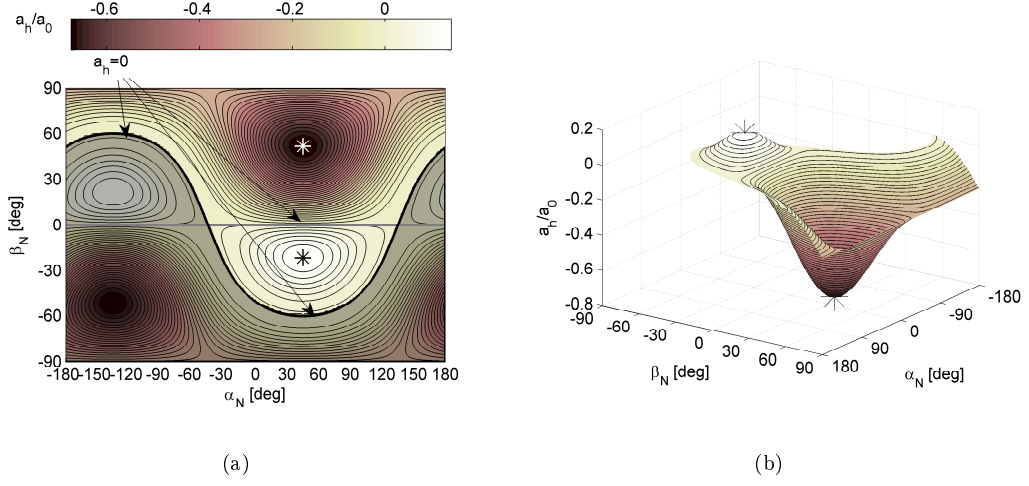 a_h/a_0
-0.6 -0.4 -0.2 0
a_h=0
90
60
30
0
-30
-60
-90
β_N [deg]
-180-150-120 -90 -60 -30 0 30 60 90 120 150 180
α_N [deg]
(a)
0.2
0
-0.2
-0.4
-0.6
-0.8
a_h/a_0
-90 -60 -30 0 30 60 90
β_N [deg]
180 90 0 -90 -180
α_N [deg]
(b)